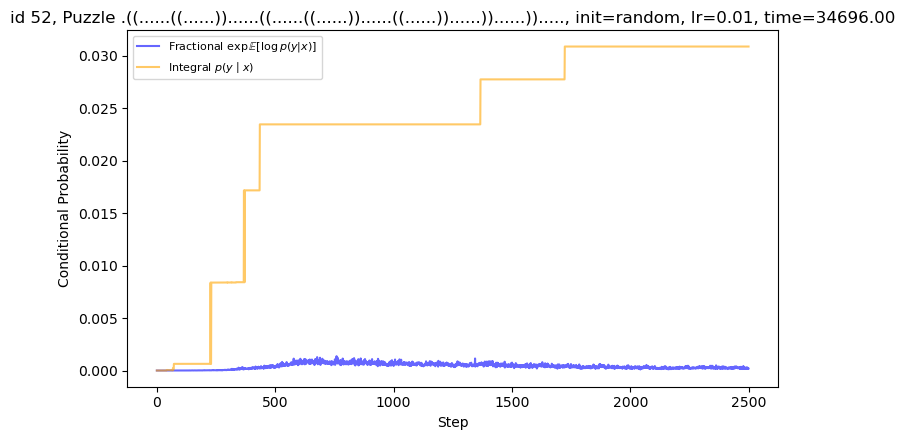 id 52, Puzzle .((......((......))......((......((......))......((......))......))......))....., init=random, lr=0.01, time=34696.00
Fractional exp𝔼[log p(y|x)]
Integral p(y | x)
0.030
0.025
0.020
0.015
0.010
0.005
0.000
Conditional Probability
0 500 1000 1500 2000 2500
Step